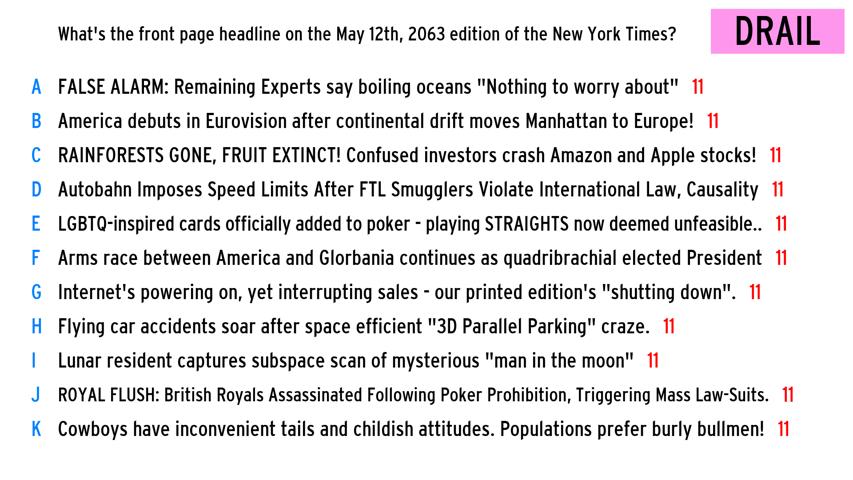 What's the front page headline on the May 12th, 2063 edition of the New York Times?
DRAIL
A FALSE ALARM: Remaining Experts say boiling oceans "Nothing to worry about" 11
B America debuts in Eurovision after continental drift moves Manhattan to Europe! 11
C RAINFORESTS GONE, FRUIT EXTINCT! Confused investors crash Amazon and Apple stocks! 11
D Autobahn Imposes Speed Limits After FTL Smugglers Violate International Law, Causality 11
E LGBTQ-inspired cards officially added to poker - playing STRAIGHTS now deemed unfeasible.. 11
F Arms race between America and Glorbania continues as quadribrachial elected President 11
G Internet's powering on, yet interrupting sales - our printed edition's "shutting down". 11
H Flying car accidents soar after space efficient "3D Parallel Parking" craze. 11
I Lunar resident captures subspace scan of mysterious "man in the moon" 11
J ROYAL FLUSH: British Royals Assassinated Following Poker Prohibition, Triggering Mass Law-Suits. 11
K Cowboys have inconvenient tails and childish attitudes. Populations prefer burly bullmen! 11